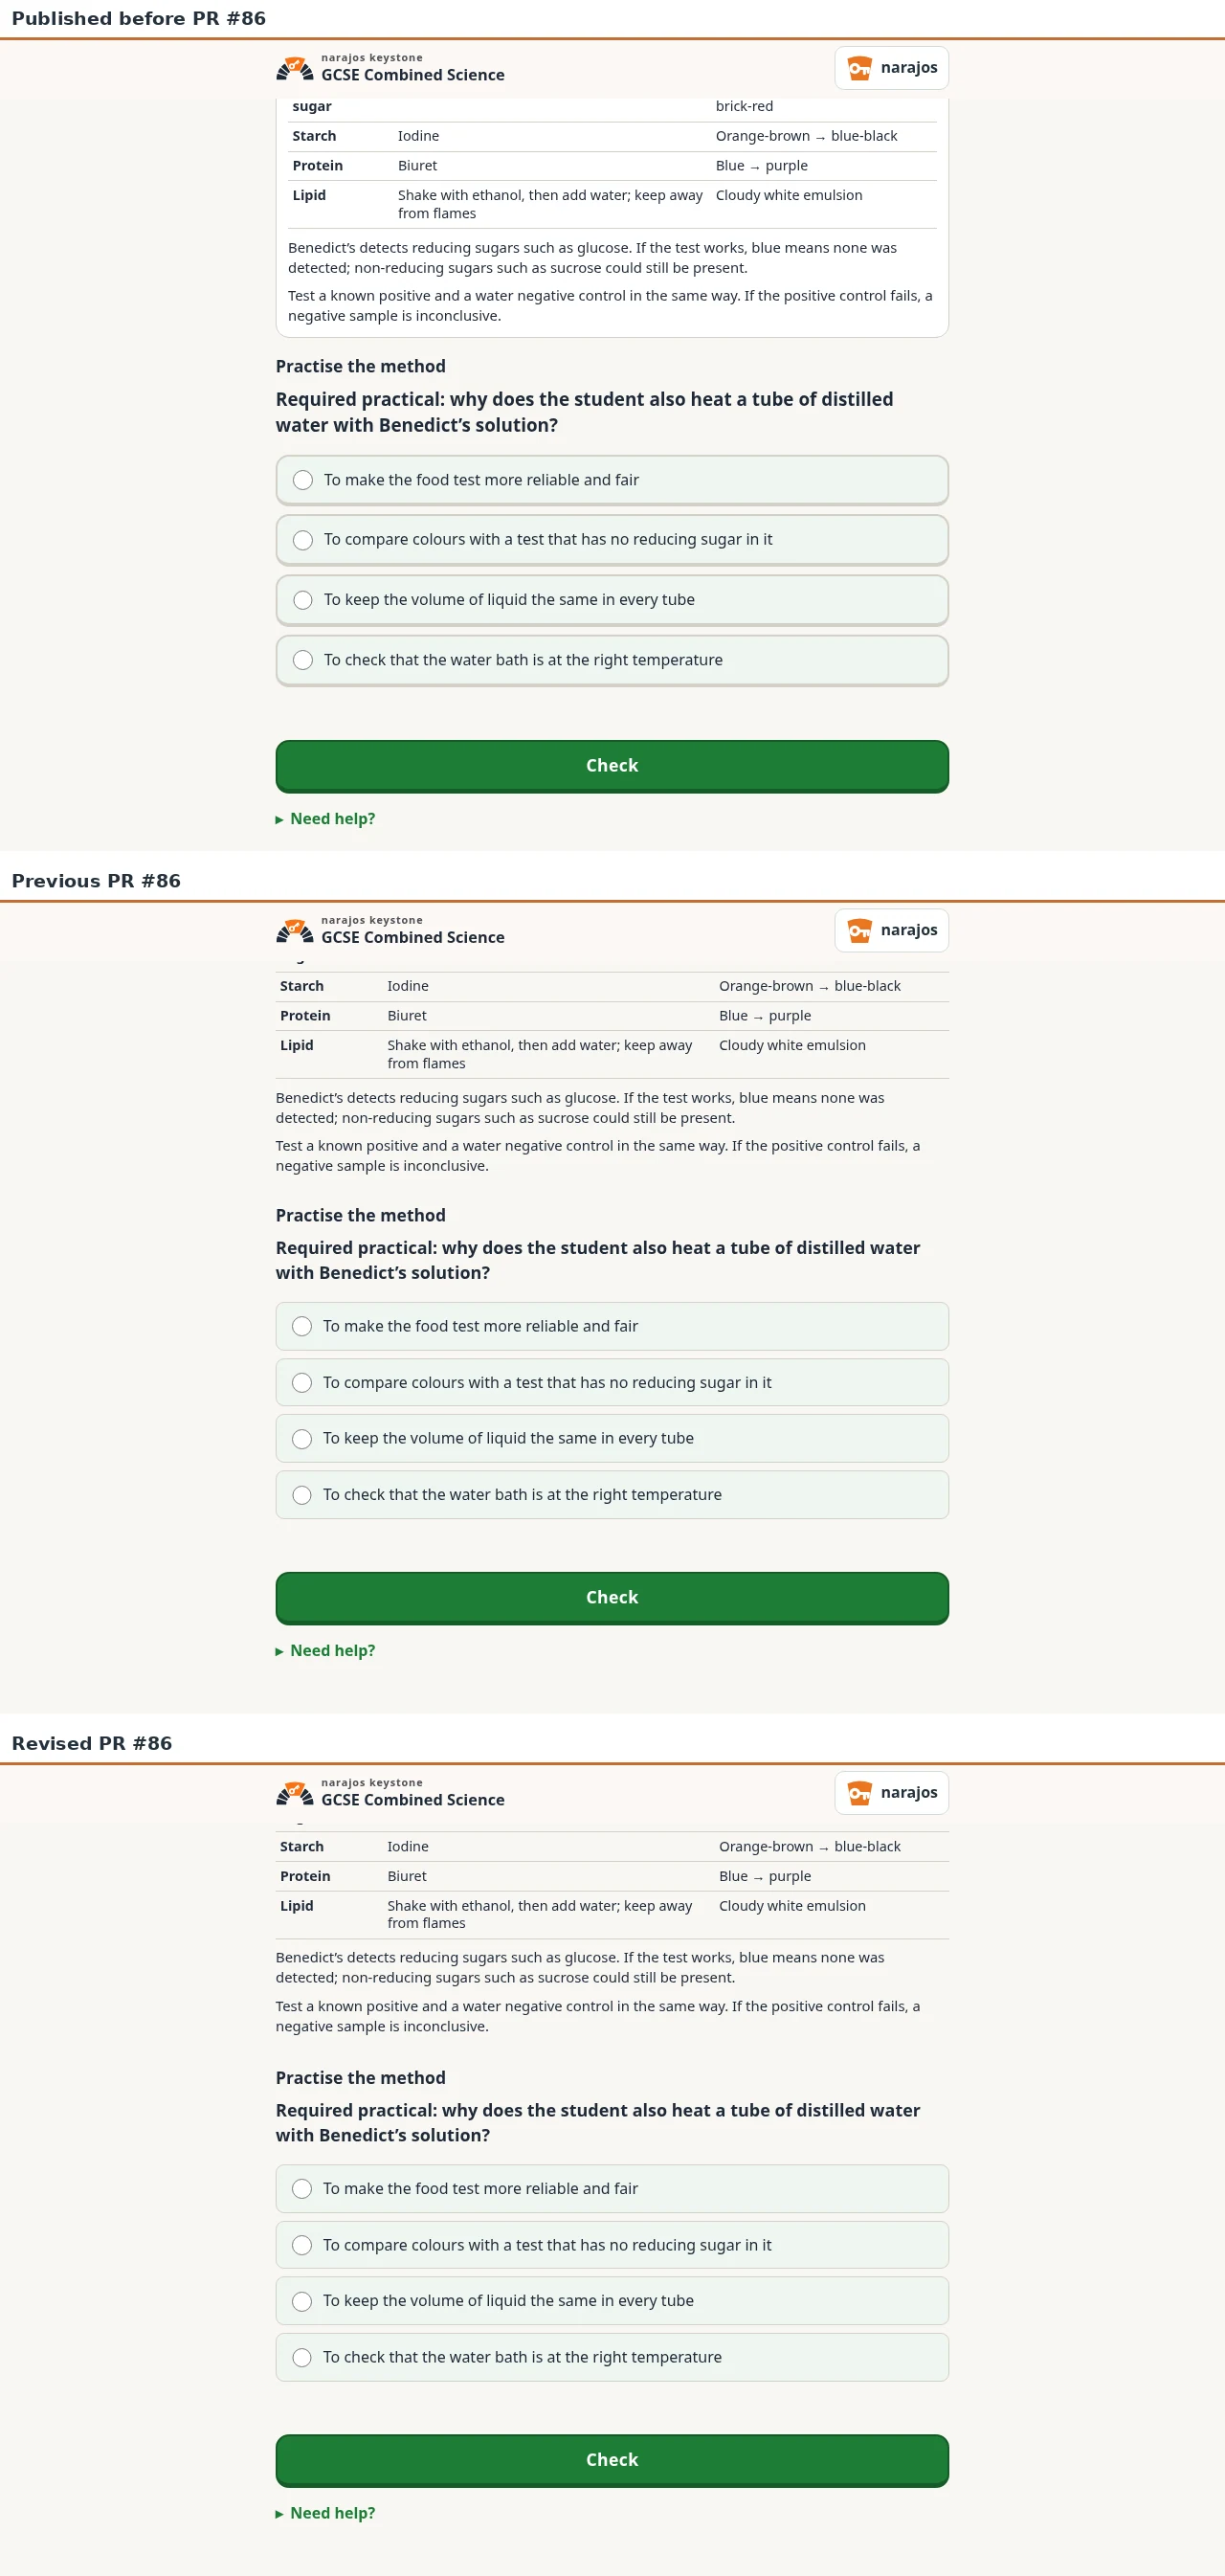 Published before PR #86
narajos keystone
GCSE Combined Science
narajos
sugar brick-red
Starch Iodine Orange-brown → blue-black
Protein Biuret Blue → purple
Lipid Shake with ethanol, then add water; keep away Cloudy white emulsion
from flames
Benedict’s detects reducing sugars such as glucose. If the test works, blue means none was
detected; non-reducing sugars such as sucrose could still be present.
Test a known positive and a water negative control in the same way. If the positive control fails, a
negative sample is inconclusive.
Practise the method
Required practical: why does the student also heat a tube of distilled
water with Benedict’s solution?
To make the food test more reliable and fair
To compare colours with a test that has no reducing sugar in it
To keep the volume of liquid the same in every tube
To check that the water bath is at the right temperature
Check
▸ Need help?
Previous PR #86
narajos keystone
GCSE Combined Science
narajos
Starch Iodine Orange-brown → blue-black
Protein Biuret Blue → purple
Lipid Shake with ethanol, then add water; keep away Cloudy white emulsion
from flames
Benedict’s detects reducing sugars such as glucose. If the test works, blue means none was
detected; non-reducing sugars such as sucrose could still be present.
Test a known positive and a water negative control in the same way. If the positive control fails, a
negative sample is inconclusive.
Practise the method
Required practical: why does the student also heat a tube of distilled water
with Benedict’s solution?
To make the food test more reliable and fair
To compare colours with a test that has no reducing sugar in it
To keep the volume of liquid the same in every tube
To check that the water bath is at the right temperature
Check
▸ Need help?
Revised PR #86
narajos keystone
GCSE Combined Science
narajos
Starch Iodine Orange-brown → blue-black
Protein Biuret Blue → purple
Lipid Shake with ethanol, then add water; keep away Cloudy white emulsion
from flames
Benedict’s detects reducing sugars such as glucose. If the test works, blue means none was
detected; non-reducing sugars such as sucrose could still be present.
Test a known positive and a water negative control in the same way. If the positive control fails, a
negative sample is inconclusive.
Practise the method
Required practical: why does the student also heat a tube of distilled water
with Benedict’s solution?
To make the food test more reliable and fair
To compare colours with a test that has no reducing sugar in it
To keep the volume of liquid the same in every tube
To check that the water bath is at the right temperature
Check
▸ Need help?